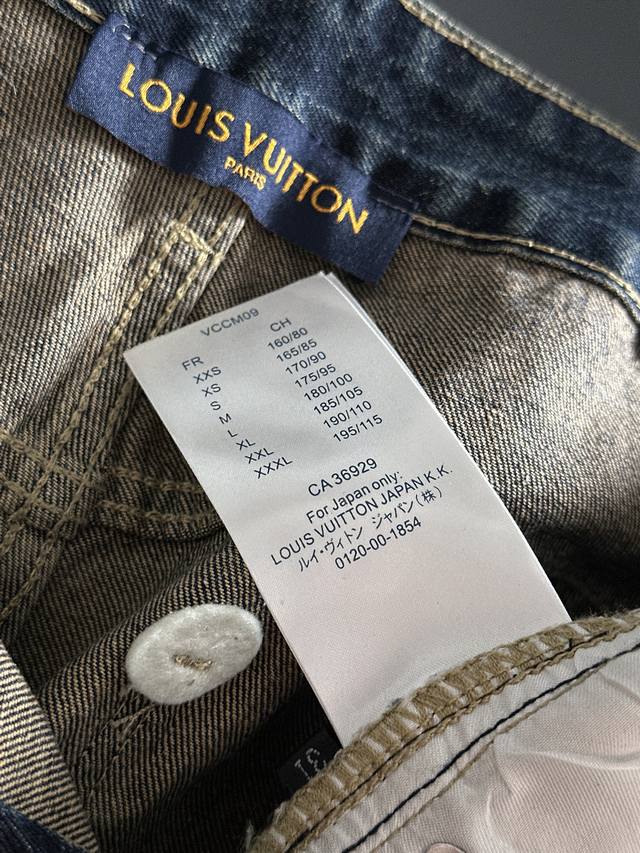 LOUIS VUITTON
PARIS
VCCM09
FR CH
XXS 160/80
XS 165/85
S 170/90
M 175/95
L 180/100
XL 185/105
XXL 190/110
XXXL 195/115
CA 36929
For Japan only:
LOUIS VUITTON JAPAN K.K.
ルイ・ヴィトン ジャパン(株)
0120-00-1854